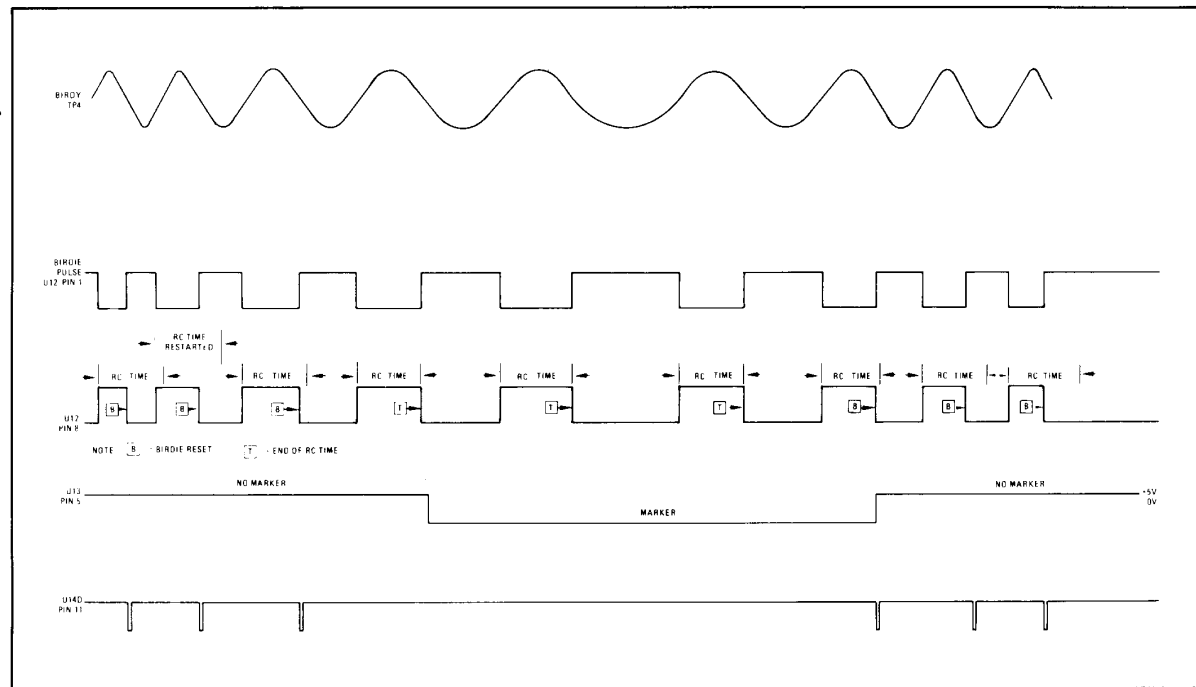 BIRDY
TP4
BIRDIE
PULSE
U12 PIN 1
RC TIME
RESTARTED
RC TIME RC TIME RC TIME RC TIME RC TIME RC TIME RC TIME RC TIME
U12
PIN 8
B B B T T T B B B
NOTE B - BIRDIE RESET T - END OF RC TIME
U13
PIN 5
NO MARKER MARKER NO MARKER
+5V
0V
U14D
PIN 11